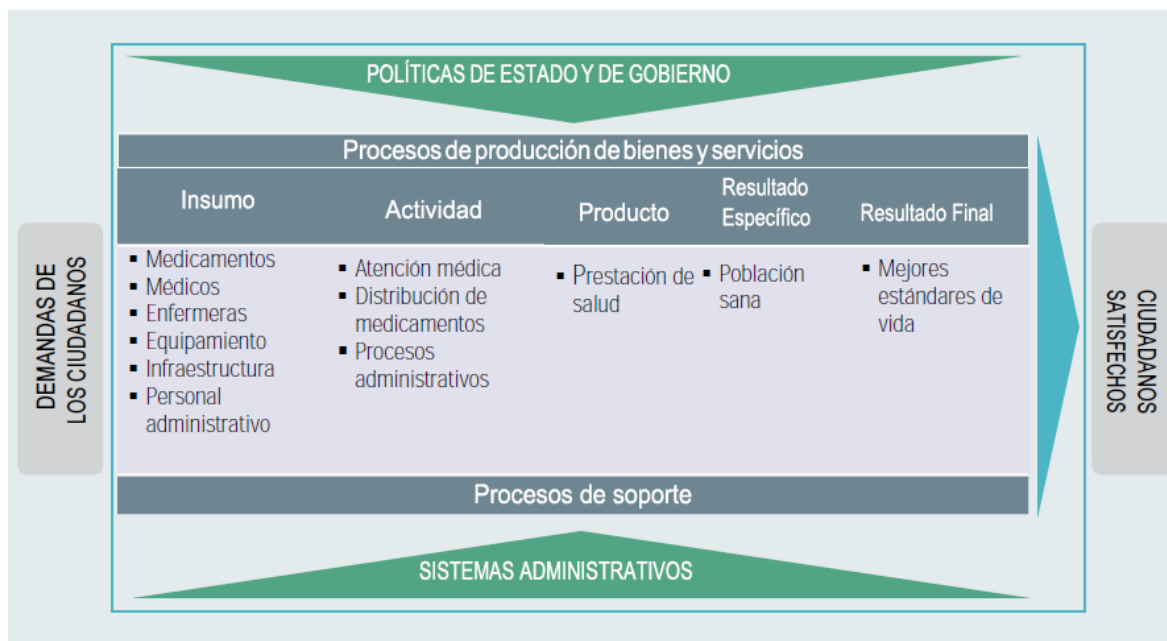 POLÍTICAS DE ESTADO Y DE GOBIERNO
Procesos de producción de bienes y servicios
Insumo
Actividad
Producto
Resultado
Específico
Resultado Final
DEMANDAS DE
LOS CIUDADANOS
▪ Medicamentos
▪ Médicos
▪ Enfermeras
▪ Equipamiento
▪ Infraestructura
▪ Personal
administrativo
▪ Atención médica
▪ Distribución de
medicamentos
▪ Procesos
administrativos
▪ Prestación de
salud
▪ Población
sana
▪ Mejores
estándares de
vida
CIUDADANOS
SATISFECHOS
Procesos de soporte
SISTEMAS ADMINISTRATIVOS